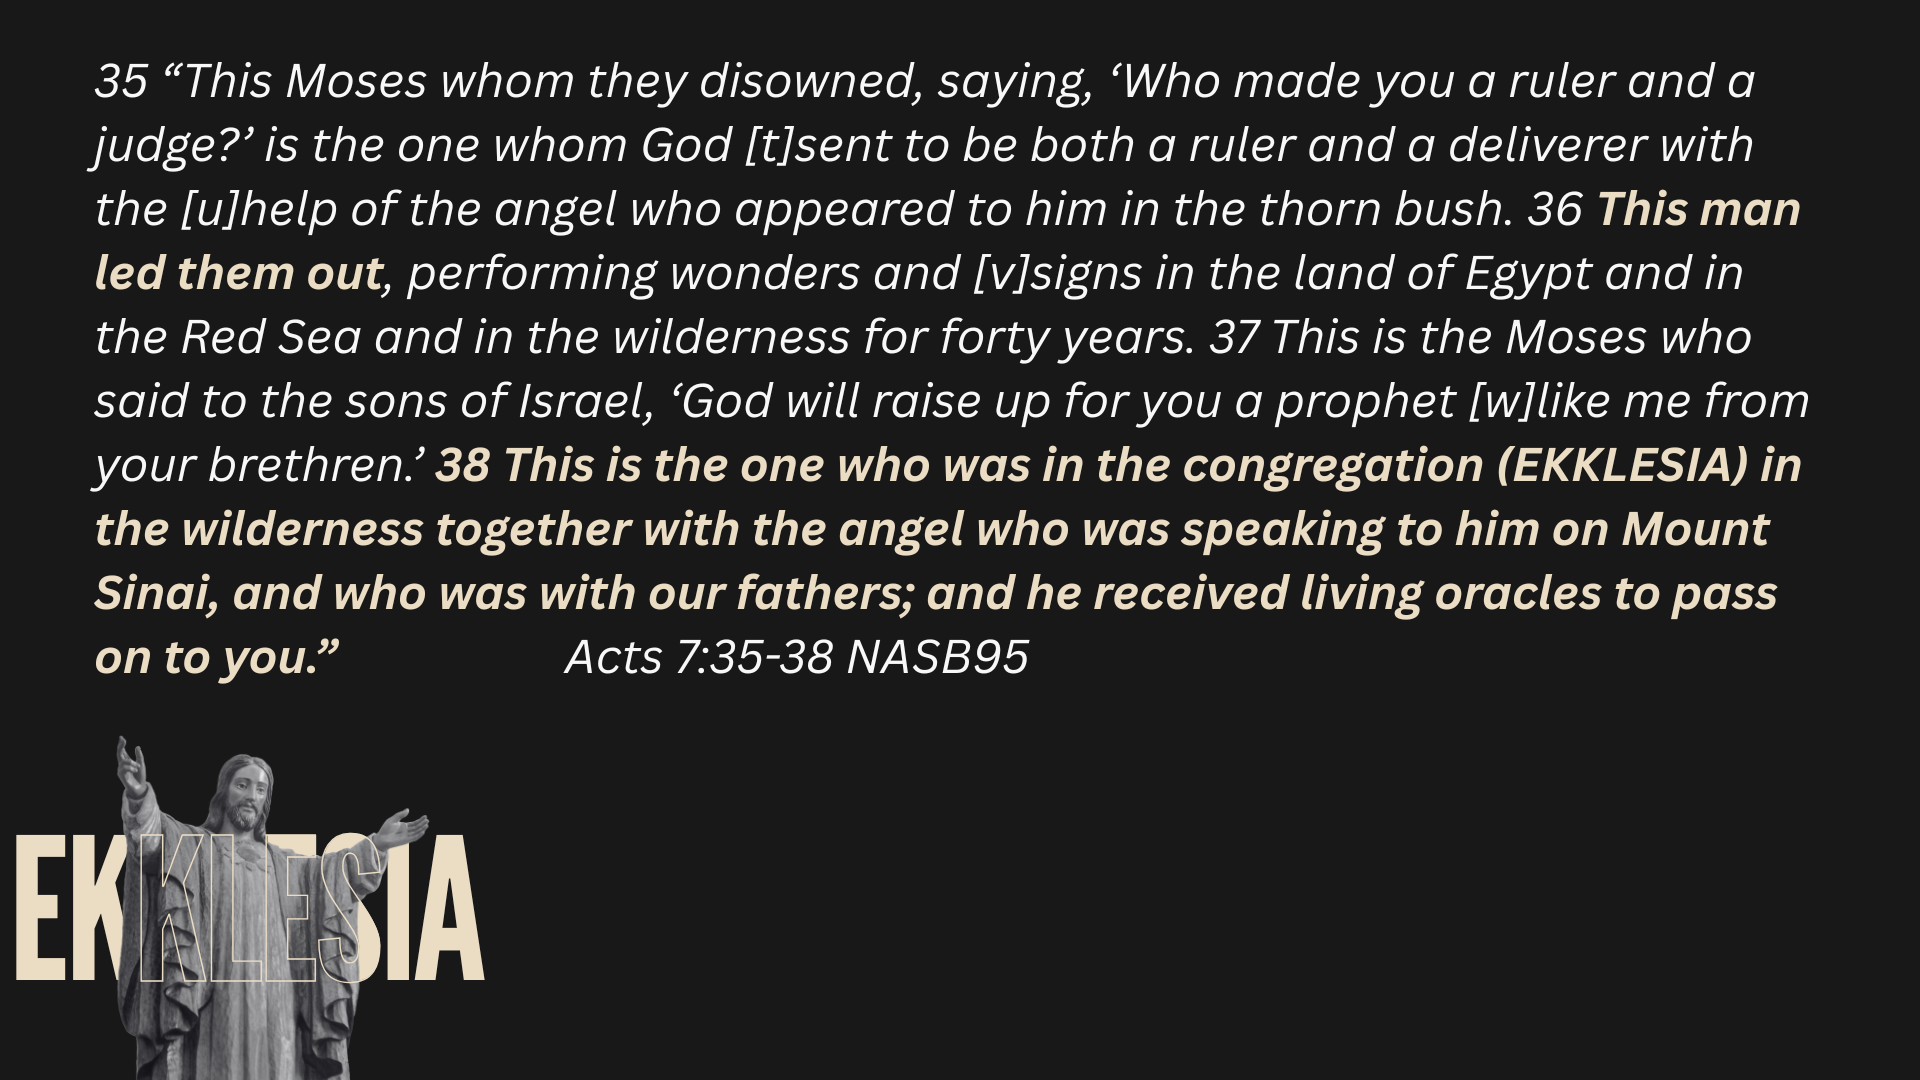 35 “This Moses whom they disowned, saying, ‘Who made you a ruler and a
judge?’ is the one whom God [t]sent to be both a ruler and a deliverer with
the [u]help of the angel who appeared to him in the thorn bush. 36 This man
led them out, performing wonders and [v]signs in the land of Egypt and in
the Red Sea and in the wilderness for forty years. 37 This is the Moses who
said to the sons of Israel, ‘God will raise up for you a prophet [w]like me from
your brethren.’ 38 This is the one who was in the congregation (EKKLESIA) in
the wilderness together with the angel who was speaking to him on Mount
Sinai, and who was with our fathers; and he received living oracles to pass
on to you.” Acts 7:35-38 NASB95
EKKLESIA